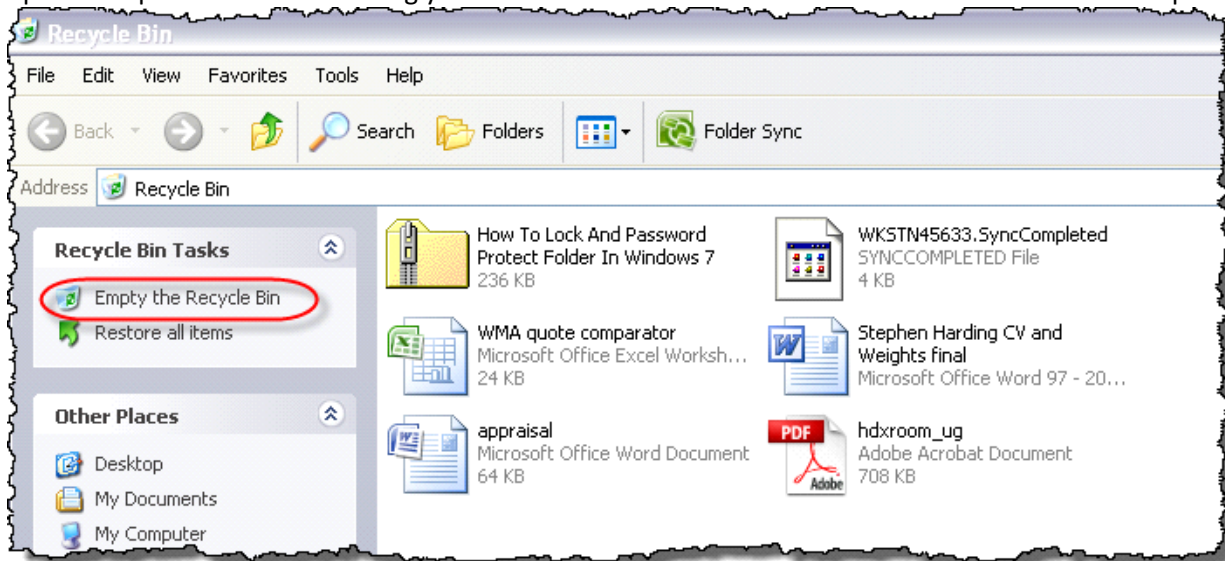 Recycle Bin
File Edit View Favorites Tools Help
Back Search Folders Folder Sync
Address Recycle Bin
Recycle Bin Tasks
Empty the Recycle Bin
Restore all items
Other Places
Desktop
My Documents
My Computer
How To Lock And Password
Protect Folder In Windows 7
236 KB
WKSTN45633.SyncCompleted
SYNCCOMPLETED File
4 KB
WMA quote comparator
Microsoft Office Excel Worksh...
24 KB
Stephen Harding CV and
Weights final
Microsoft Office Word 97 - 20...
appraisal
Microsoft Office Word Document
64 KB
PDF
Adobe
hdxroom_ug
Adobe Acrobat Document
708 KB